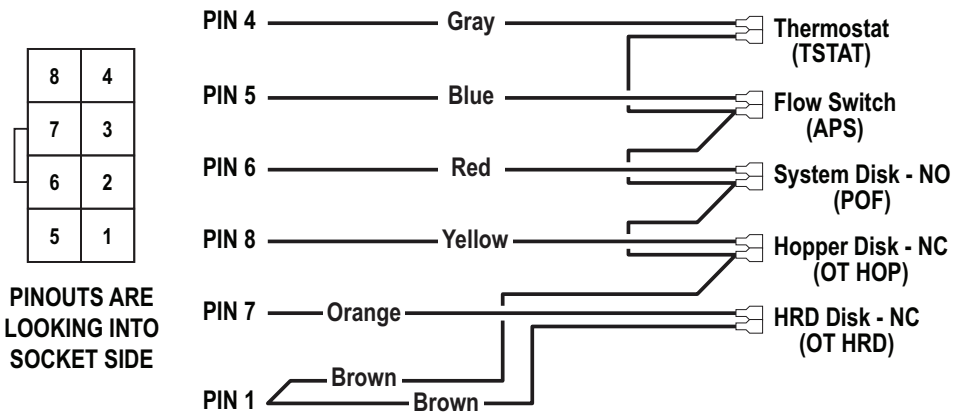 PIN 4 Gray Thermostat
(TSTAT)
8 4
7 3
6 2
5 1
PINOUTS ARE
LOOKING INTO
SOCKET SIDE
PIN 5 Blue Flow Switch
(APS)
PIN 6 Red System Disk - NO
(POF)
PIN 8 Yellow Hopper Disk - NC
(OT HOP)
PIN 7 Orange HRD Disk - NC
(OT HRD)
Brown
PIN 1 Brown